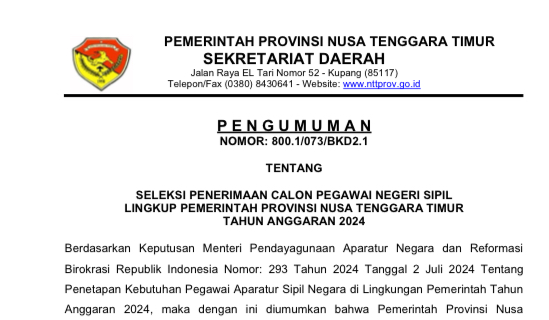 PEMERINTAH PROVINSI NUSA TENGGARA TIMUR
SEKRETARIAT DAERAH
Jalan Raya EL Tari Nomor 52 - Kupang (85117)
Telepon/Fax (0380) 8430641 - Website: www.nttprov.go.id
P E N G U M U M A N
NOMOR: 800.1/073/BKD2.1
TENTANG
SELEKSI PENERIMAAN CALON PEGAWAI NEGERI SIPIL
LINGKUP PEMERINTAH PROVINSI NUSA TENGGARA TIMUR
TAHUN ANGGARAN 2024
Berdasarkan Keputusan Menteri Pendayagunaan Aparatur Negara dan Reformasi
Birokrasi Republik Indonesia Nomor: 293 Tahun 2024 Tanggal 2 Juli 2024 Tentang
Penetapan Kebutuhan Pegawai Aparatur Sipil Negara di Lingkungan Pemerintah Tahun
Anggaran 2024, maka dengan ini diumumkan bahwa Pemerintah Provinsi Nusa